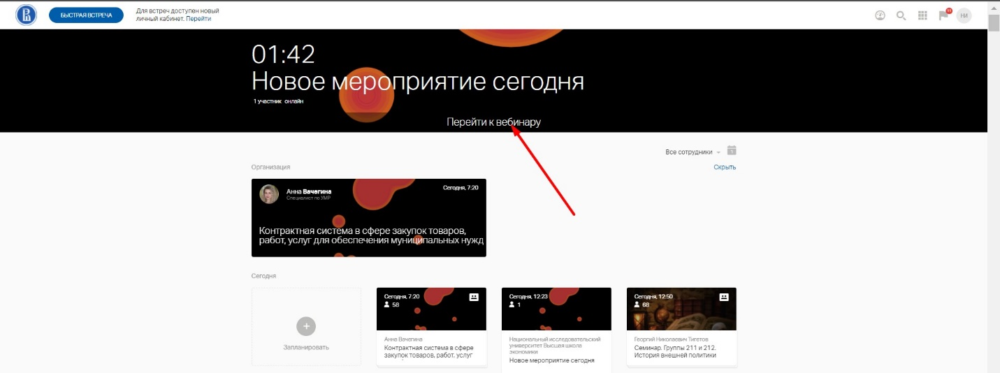 БЫСТРАЯ ВСТРЕЧА
Для встреч доступен новый
личный кабинет. Перейти
11
НИ
01:42
Новое мероприятие сегодня
1 участник онлайн
Перейти к вебинару
Все сотрудники
1
Организация
Скрыть
Анна Вачегина
Специалист по УМР
Сегодня, 7:20
Контрактная система в сфере закупок товаров,
работ, услуг для обеспечения муниципальных нужд
Сегодня
Запланировать
Сегодня, 7:20
58
Анна Вачегина
Контрактная система в сфере
закупок товаров, работ, услуг
Сегодня, 12:23
1
Национальный исследовательский
университет Высшая школа
экономики
Новое мероприятие сегодня
Сегодня, 12:50
68
Георгий Николаевич Тигетов
Семинар. Группы 211 и 212.
История внешней политики